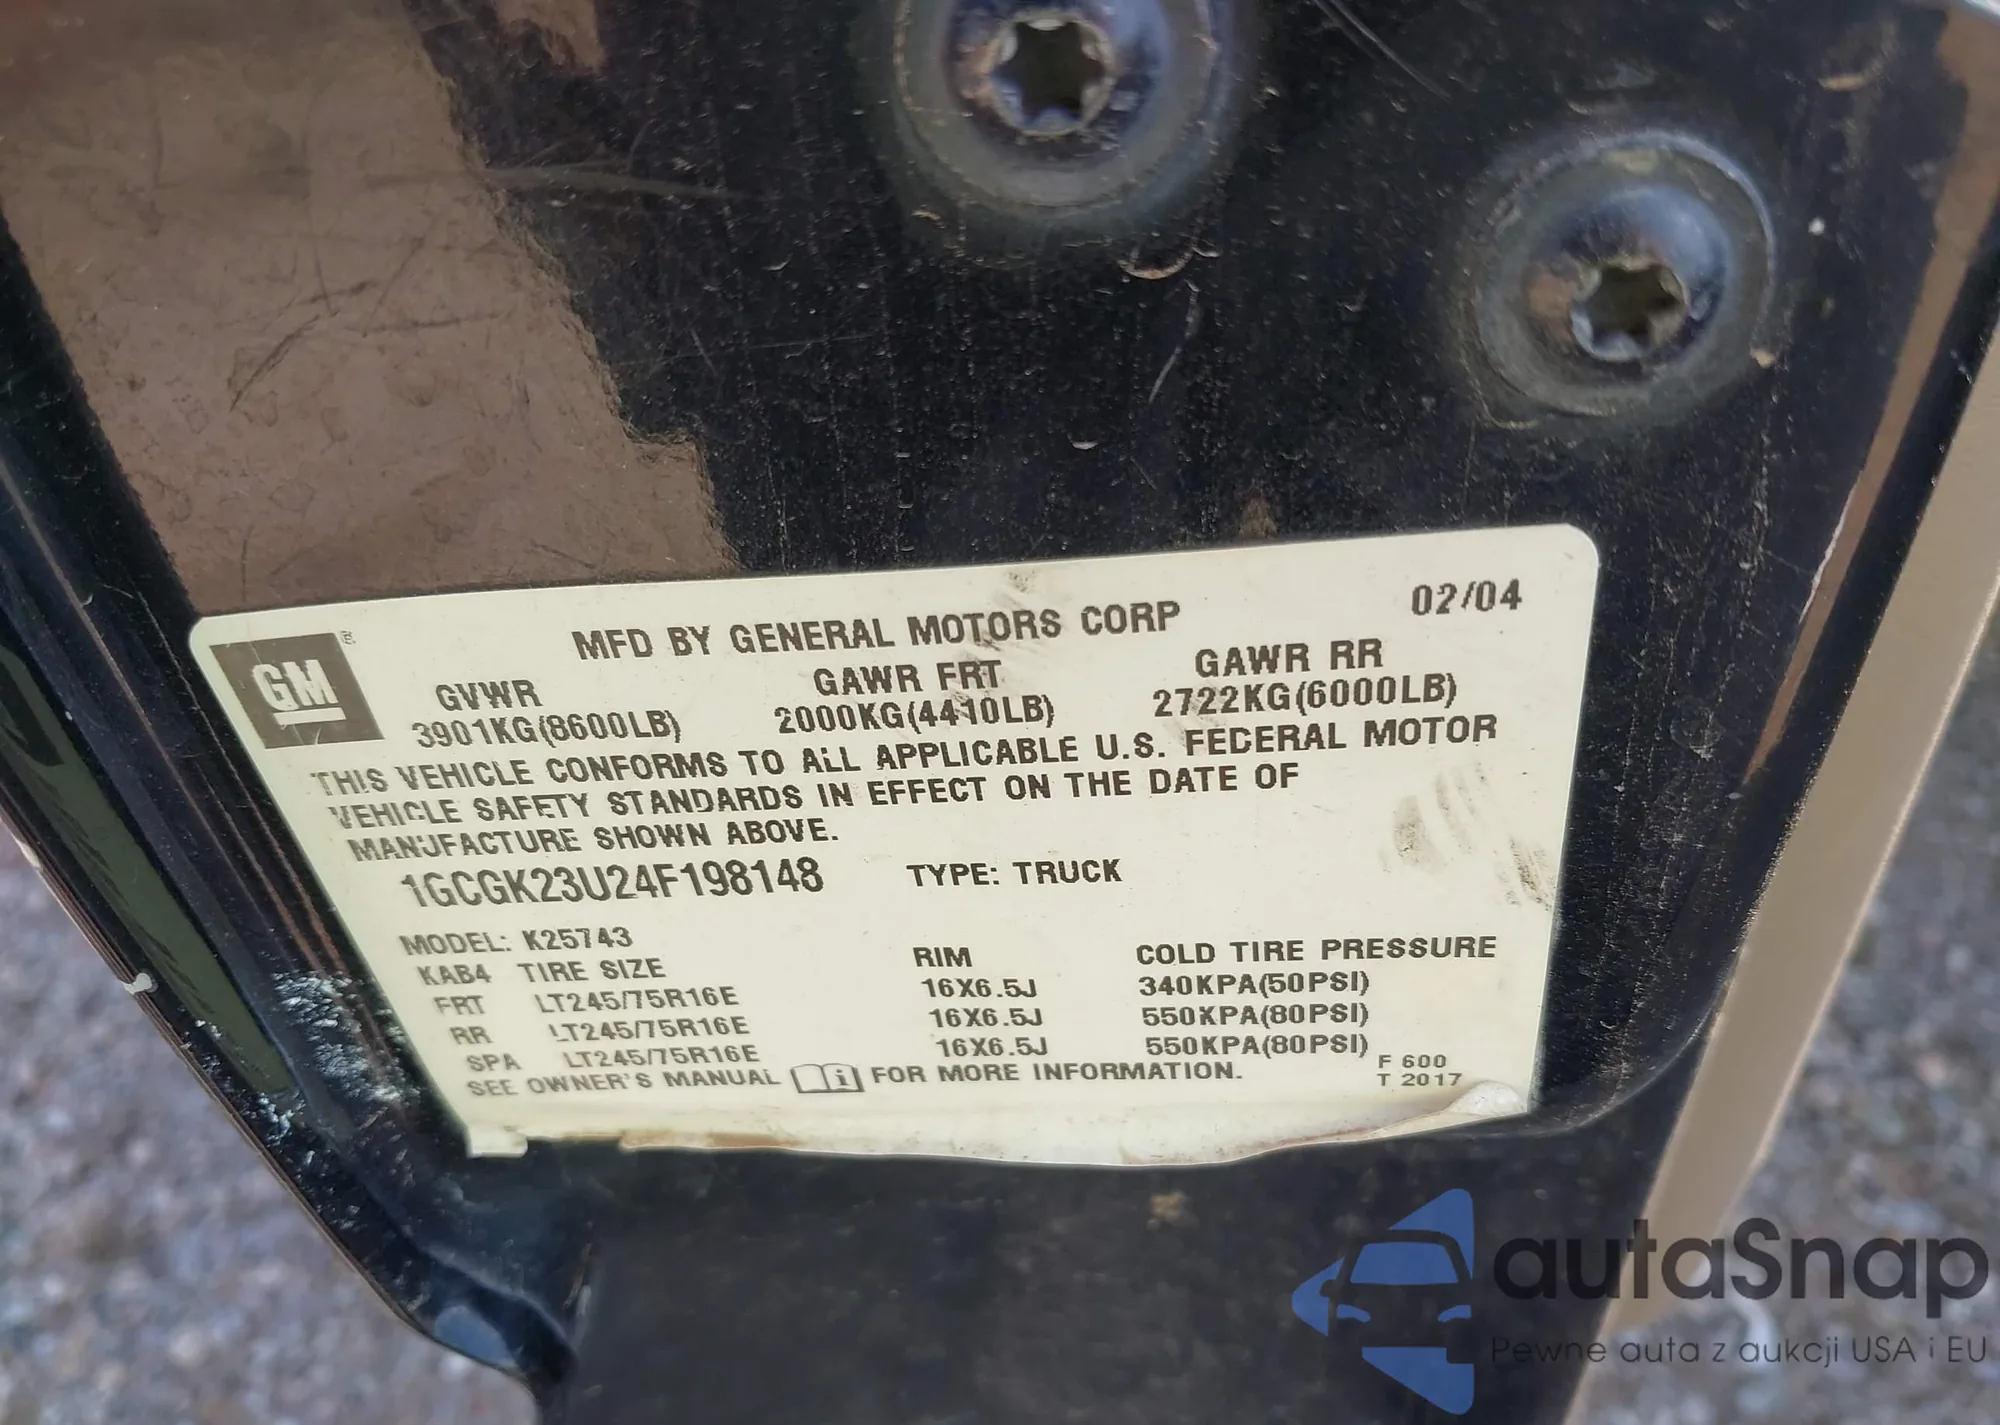 MFD BY GENERAL MOTORS CORP 02/04
GM ®
GVWR GAWR FRT GAWR RR
3901KG(8600LB) 2000KG(4410LB) 2722KG(6000LB)
THIS VEHICLE CONFORMS TO ALL APPLICABLE U.S. FEDERAL MOTOR
VEHICLE SAFETY STANDARDS IN EFFECT ON THE DATE OF
MANUFACTURE SHOWN ABOVE.
1GCGK23U24F198148 TYPE: TRUCK
MODEL: K25743
KAB4 TIRE SIZE RIM COLD TIRE PRESSURE
FRT LT245/75R16E 16X6.5J 340KPA(50PSI)
RR LT245/75R16E 16X6.5J 550KPA(80PSI)
SPA LT245/75R16E 16X6.5J 550KPA(80PSI)
SEE OWNER'S MANUAL i FOR MORE INFORMATION.
F 600
T 2017
autaSnap
Pewne auta z aukcji USA i EU